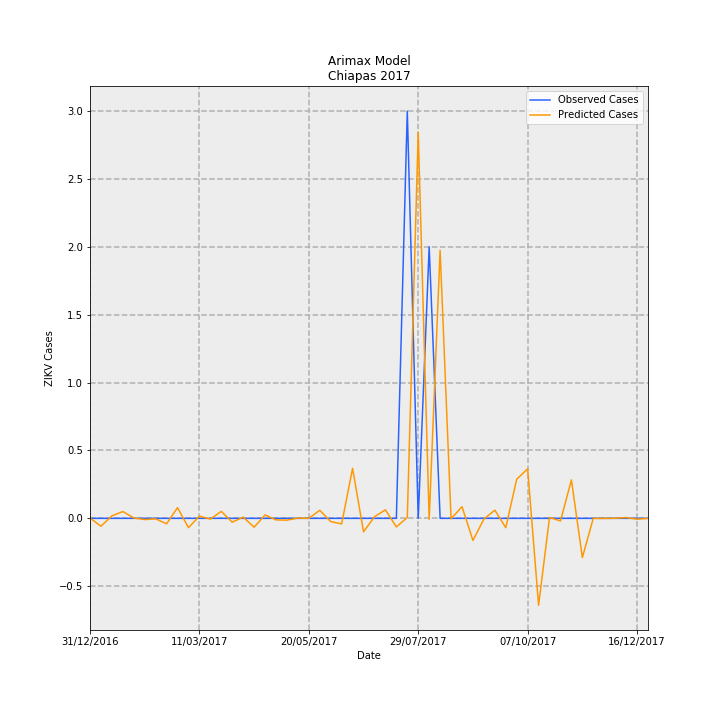 Arimax Model
Chiapas 2017
Observed Cases
Predicted Cases
3.0
2.5
2.0
1.5
1.0
0.5
0.0
−0.5
ZIKV Cases
31/12/2016 11/03/2017 20/05/2017 29/07/2017 07/10/2017 16/12/2017
Date